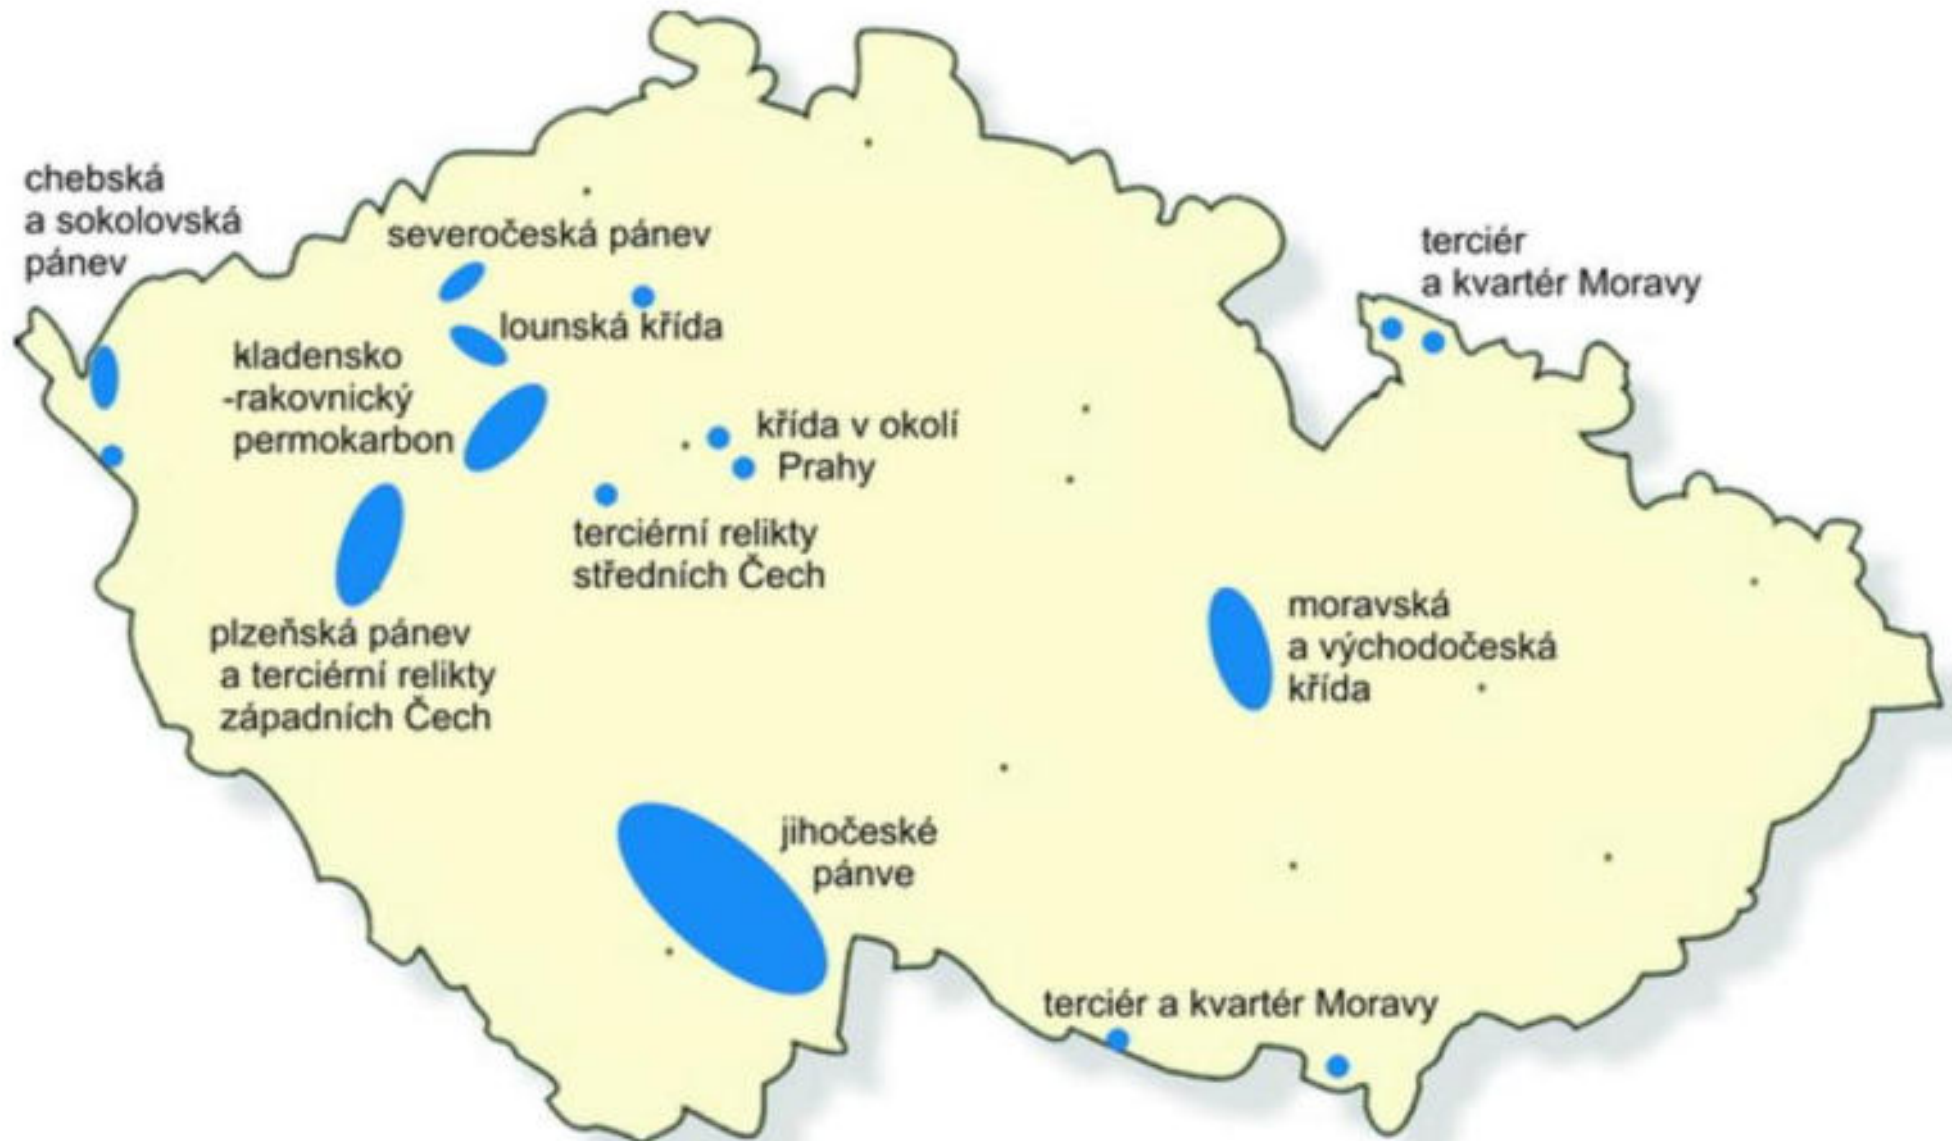 chebská
a sokolovská
pánev
severočeská pánev
terciér
a kvartér Moravy
lounská křída
kladensko
-rakovnický
permokarbon
křída v okolí
Prahy
terciérní relikty
středních Čech
plzeňská pánev
a terciérní relikty
západních Čech
moravská
a východočeská
křída
jihočeské
pánve
terciér a kvartér Moravy